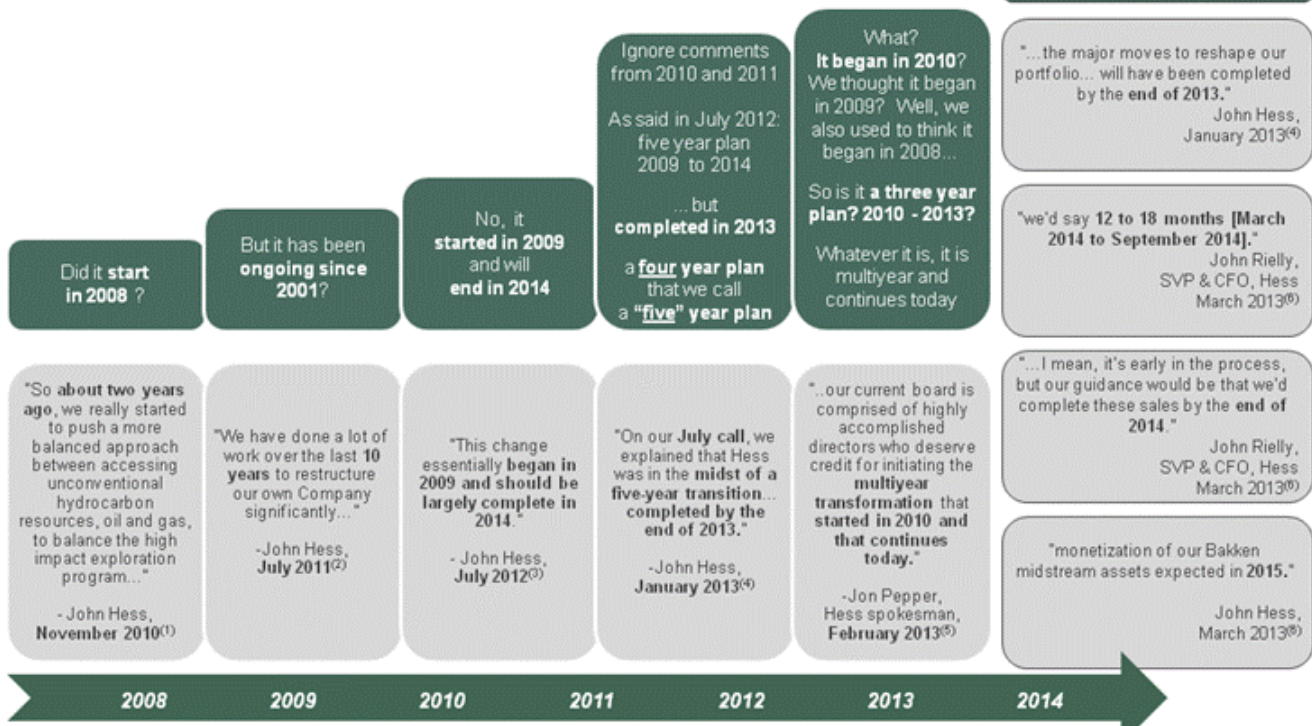 Did it start
in 2008 ?
But it has been
ongoing since
2001?
No, it
started in 2009
and will
end in 2014
Ignore comments
from 2010 and 2011
As said in July 2012:
five year plan
2009 to 2014
... but
completed in 2013
a four year plan
that we call
a "five" year plan
What?
It began in 2010?
We thought it began
in 2009? Well, we
also used to think it
began in 2008...
So is it a three year
plan? 2010 - 2013?
Whatever it is, it is
multiyear and
continues today
"So about two years
ago, we really started
to push a more
balanced approach
between accessing
unconventional
hydrocarbon
resources, oil and gas,
to balance the high
impact exploration
program..."
- John Hess,
November 2010(1)
"We have done a lot of
work over the last 10
years to restructure
our own Company
significantly..."
-John Hess,
July 2011(2)
"This change
essentially began in
2009 and should be
largely complete in
2014."
- John Hess,
July 2012(3)
"On our July call, we
explained that Hess
was in the midst of a
five-year transition...
completed by the
end of 2013."
-John Hess,
January 2013(4)
"..our current board is
comprised of highly
accomplished
directors who deserve
credit for initiating the
multiyear
transformation that
started in 2010 and
that continues
today."
-Jon Pepper,
Hess spokesman,
February 2013(5)
"...the major moves to reshape our
portfolio... will have been completed
by the end of 2013."
John Hess,
January 2013(4)
"we'd say 12 to 18 months [March
2014 to September 2014]."
John Rielly,
SVP & CFO, Hess
March 2013(6)
"...I mean, it's early in the process,
but our guidance would be that we'd
complete these sales by the end of
2014."
John Rielly,
SVP & CFO, Hess
March 2013(6)
"monetization of our Bakken
midstream assets expected in 2015."
John Hess,
March 2013(6)
2008 2009 2010 2011 2012 2013 2014